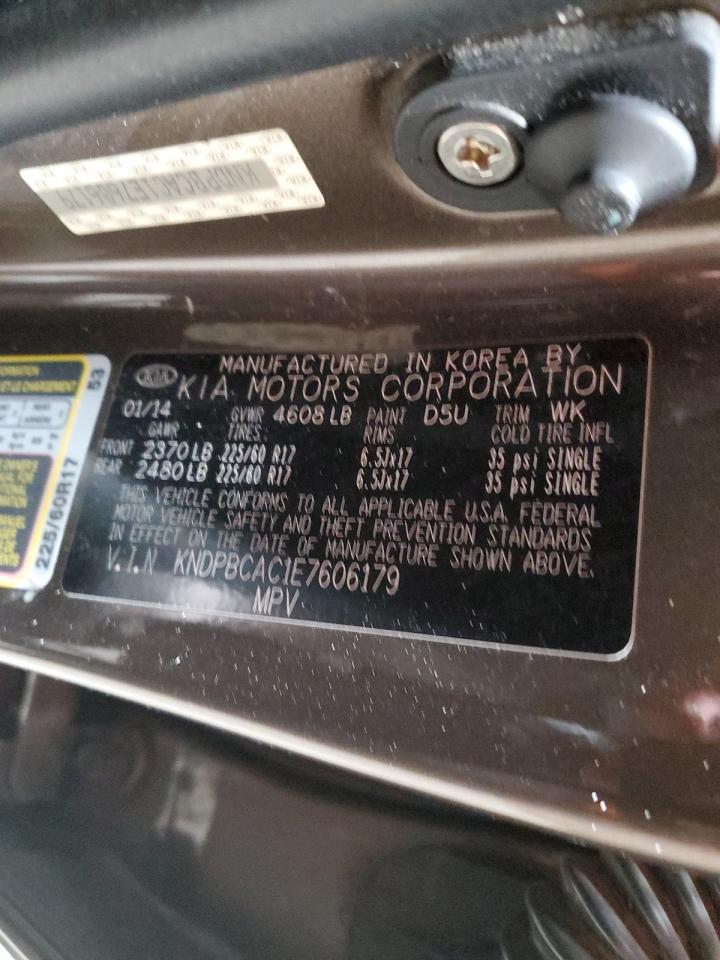 KNDPBCAC1E7606179
KIA
MANUFACTURED IN KOREA BY
KIA MOTORS CORPORATION
01/14 GVWR 4608 LB PAINT D5U TRIM WK
GAWR TIRES: RIMS COLD TIRE INFL
FRONT 2370 LB 225/60 R17 6.5Jx17 35 psi SINGLE
REAR 2480 LB 225/60 R17 6.5Jx17 35 psi SINGLE
THIS VEHICLE CONFORMS TO ALL APPLICABLE U.S.A. FEDERAL
MOTOR VEHICLE SAFETY AND THEFT PREVENTION STANDARDS
IN EFFECT ON THE DATE OF MANUFACTURE SHOWN ABOVE.
V.I.N KNDPBCAC1E7606179
MPV
53
225/60R17